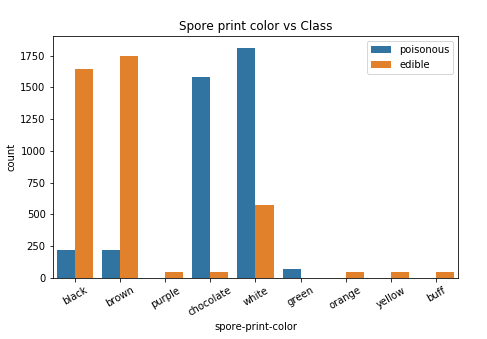 Spore print color vs Class
poisonous
edible
count
1750
1500
1250
1000
750
500
250
0
black
brown
purple
chocolate
white
green
orange
yellow
buff
spore-print-color